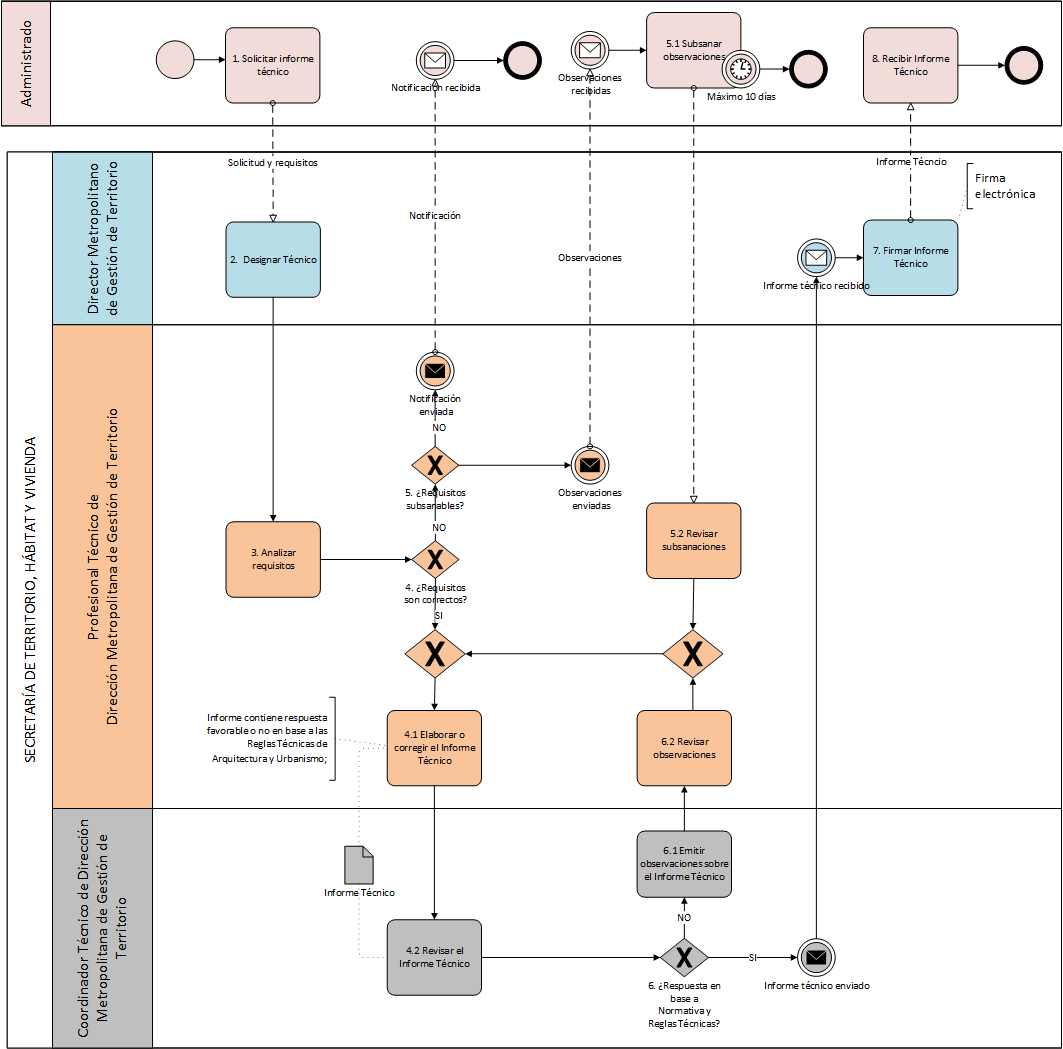 Administrado
1. Solicitar informe
técnico
Notificación recibida
Observaciones
recibidas
5.1 Subsanar
observaciones
Máximo 10 días
8. Recibir Informe
Técnico
Solicitud y requisitos
Notificación
Observaciones
Informe Técncio
SECRETARÍA DE TERRITORIO, HÁBITAT Y VIVIENDA
Director Metropolitano
de Gestión de Territorio
2. Designar Técnico
Firma
electrónica
7. Firmar Informe
Técnico
Informe técnico recibido
Profesional Técnico de
Dirección Metropolitana de Gestión de Territorio
Notificación
enviada
NO
5. ¿Requisitos
subsanables?
Observaciones
enviadas
NO
3. Analizar
requisitos
4. ¿Requisitos
son correctos?
SI
5.2 Revisar
subsanaciones
Informe contiene respuesta
favorable o no en base a las
Reglas Técnicas de
Arquitectura y Urbanismo;
4.1 Elaborar o
corregir el Informe
Técnico
6.2 Revisar
observaciones
Coordinador Técnico de Dirección
Metropolitana de Gestión de
Territorio
Informe Técnico
6.1 Emitir
observaciones sobre
el Informe Técnico
NO
4.2 Revisar el
Informe Técnico
6. ¿Respuesta en
base a
Normativa y
Reglas Técnicas?
SI
Informe técnico enviado